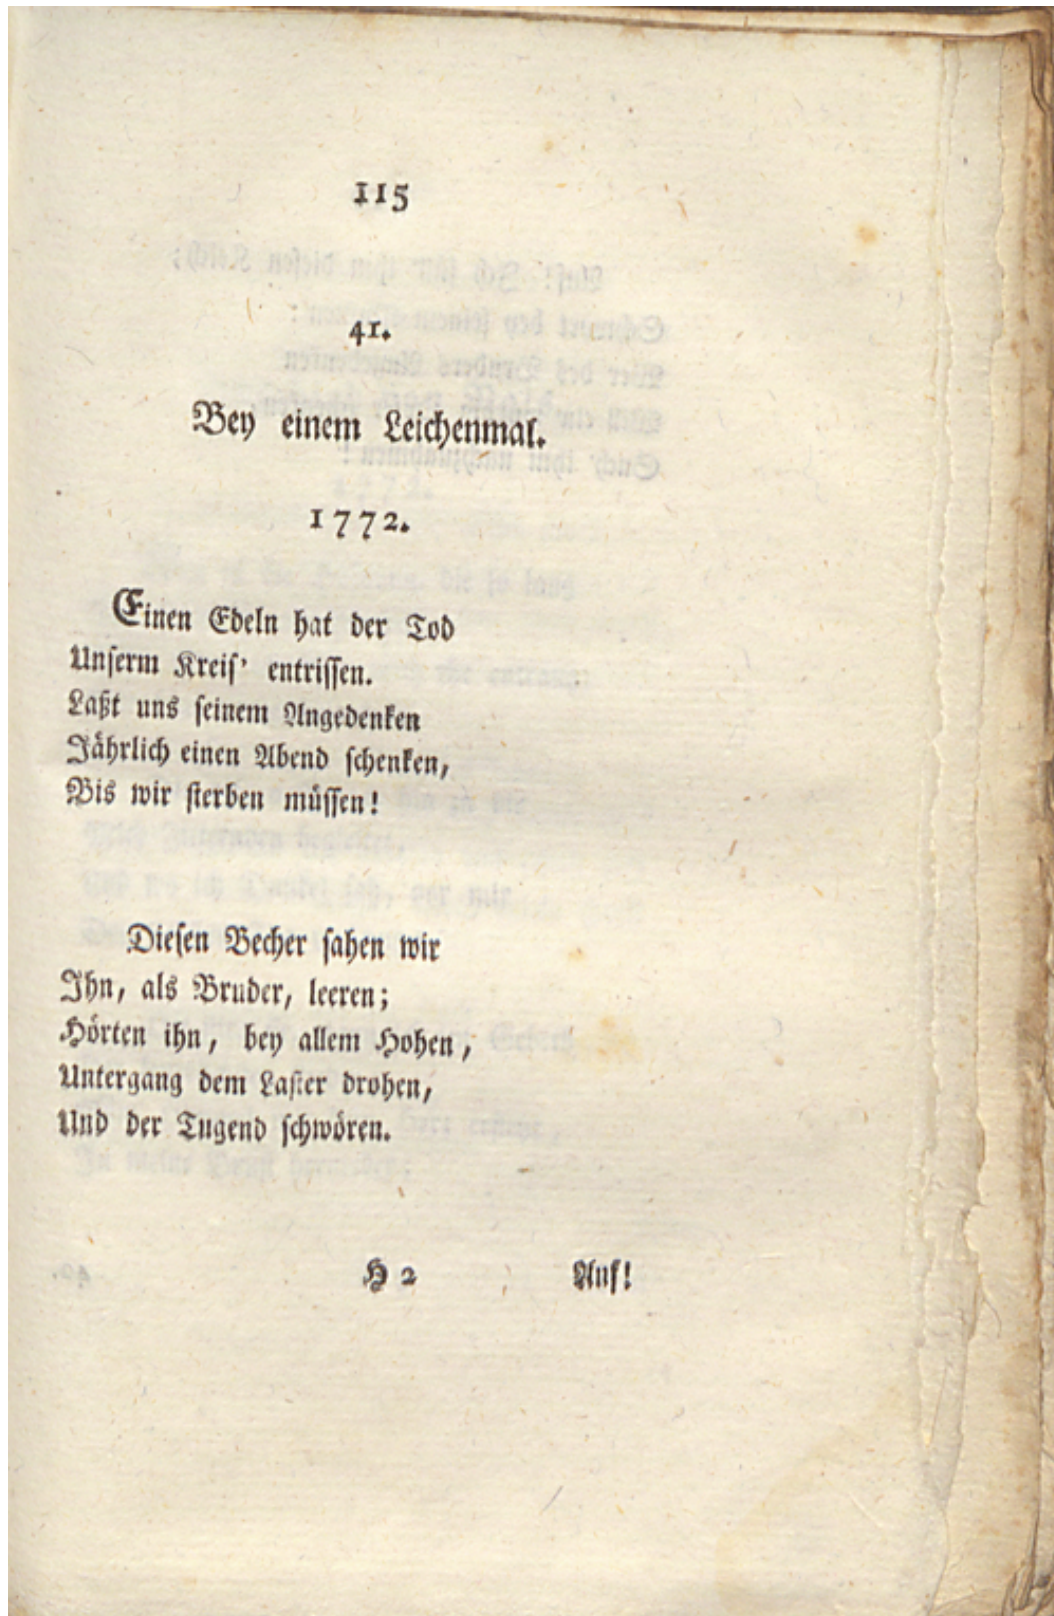 115
41.
Bey einem Leichenmal.
1772.
Einen Edeln hat der Tod
Unserm Kreis' entrissen.
Laßt uns seinem Angedenken
Jährlich einen Abend schenken,
Bis wir sterben müssen!
Diesen Becher sahen wir
Ihn, als Bruder, leeren;
Hörten ihn, bey allem Hohen,
Untergang dem Laster drohen,
Und der Tugend schwören.
H 2 Auf!